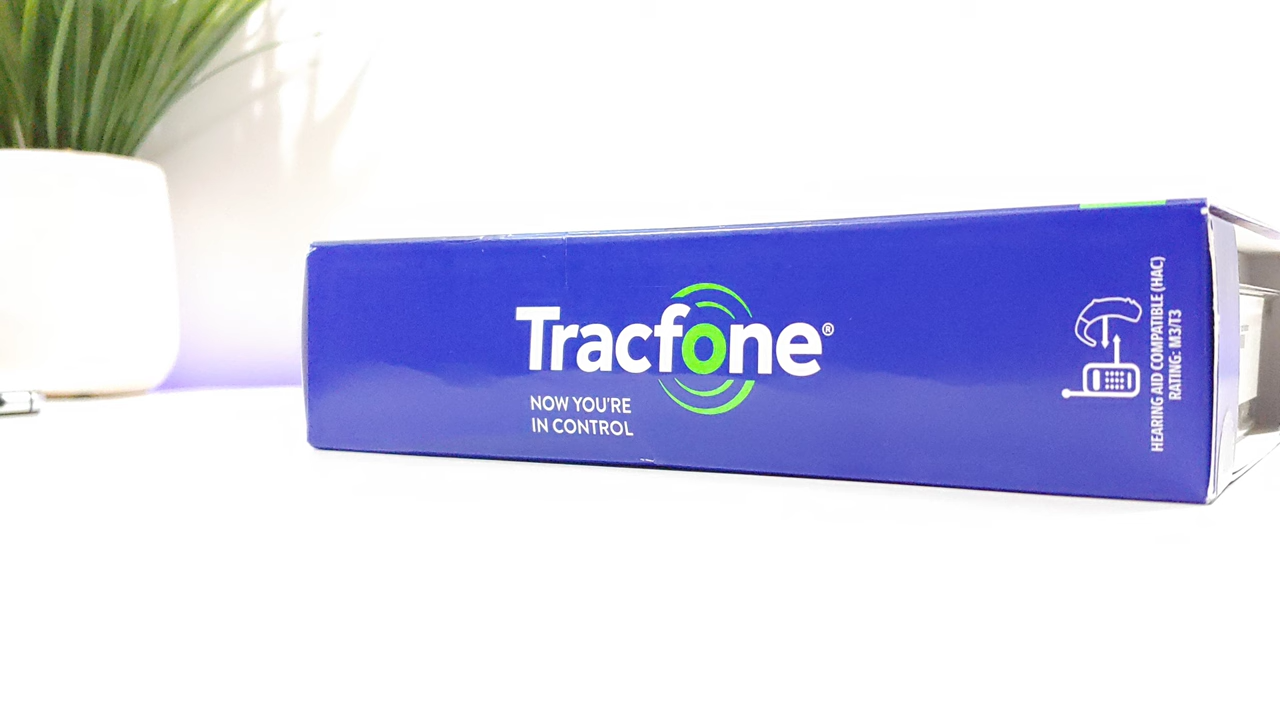 Tracfone®
NOW YOU'RE
IN CONTROL
HEARING AID COMPATIBLE (HAC)
RATING: M3/T3